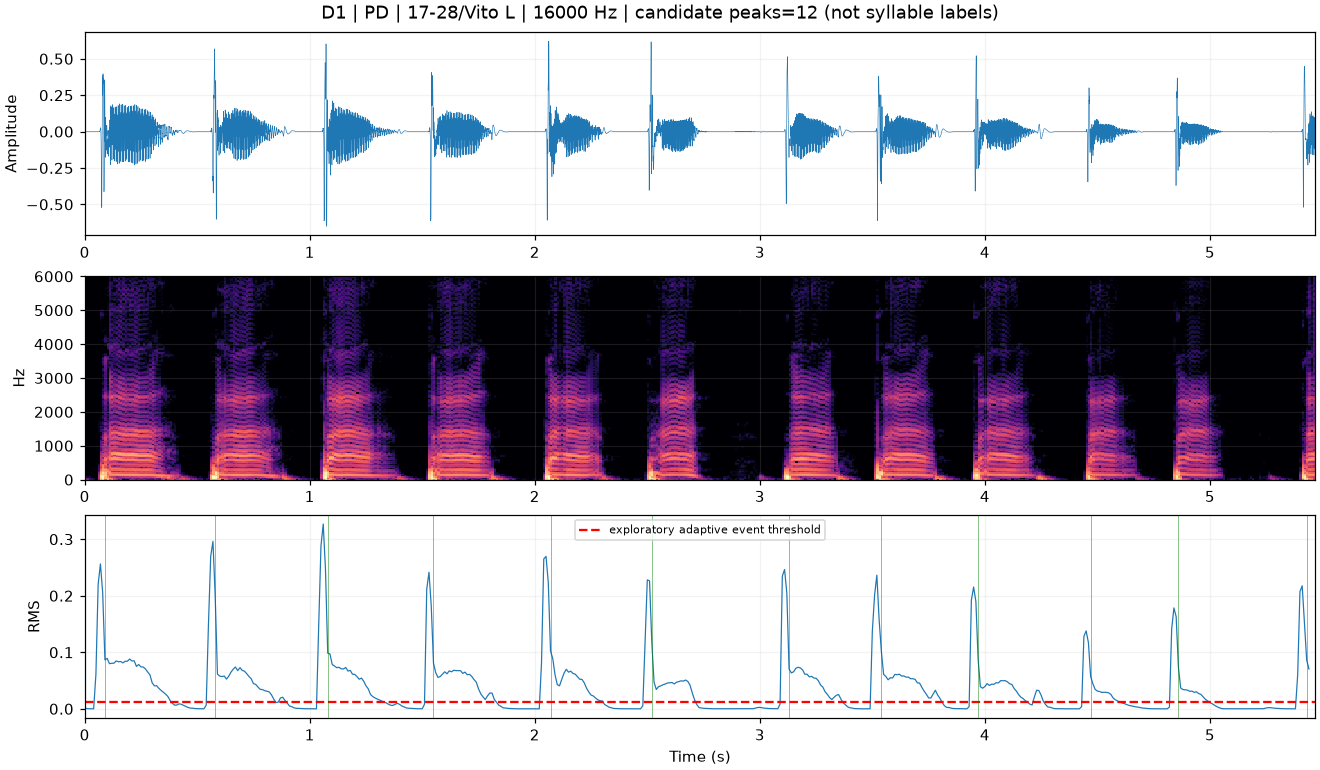 D1 | PD | 17-28/Vito L | 16000 Hz | candidate peaks=12 (not syllable labels)
Amplitude
0.50
0.25
0.00
−0.25
−0.50
0 1 2 3 4 5
Hz
6000
5000
4000
3000
2000
1000
0
0 1 2 3 4 5
exploratory adaptive event threshold
RMS
0.3
0.2
0.1
0.0
0 1 2 3 4 5
Time (s)